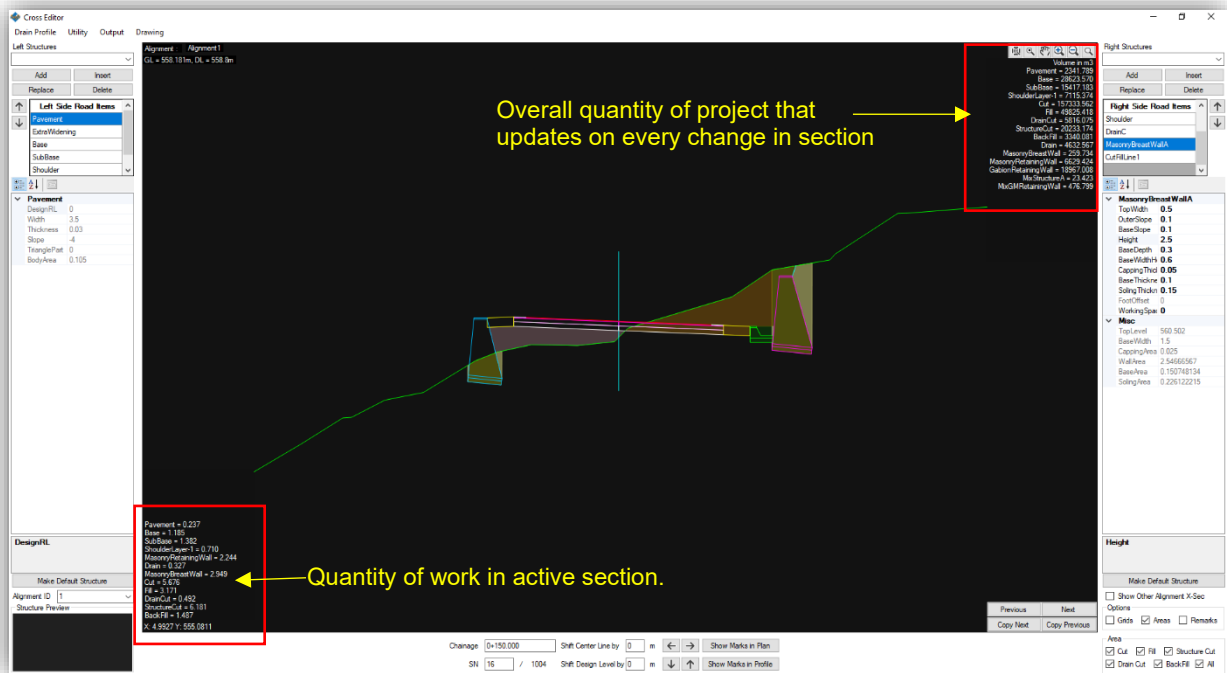 Cross Editor
Drain Profile Utility Output Drawing
Left Structures
Add Insert
Replace Delete
Left Side Road Items
Pavement
ExtraWidening
Base
SubBase
Shoulder
Pavement
DesignRL 0
Width 3.5
Thickness 0.03
Slope -4
TrianglePart 0
BodyArea 0.105
DesignRL
Make Default Structure
Alignment ID 1
Structure Preview
Alignment : Alignment1
GL = 558.181m, DL = 558.8m
Overall quantity of project that
updates on every change in section
Volume in m3
Pavement = 2341.789
Base = 28623.570
SubBase = 15417.183
ShoulderLayer-1 = 7115.374
Cut = 157333.562
Fill = 49825.418
DrainCut = 5816.075
StructureCut = 20233.174
BackFill = 3340.081
Drain = 4632.567
MasonryBreastWall = 259.734
MasonryRetainingWall = 6629.424
GabionRetainingWall = 18967.008
MixStructureA = 23.423
MixGMRetainingWall = 476.799
Pavement = 0.237
Base = 1.185
SubBase = 1.382
ShoulderLayer-1 = 0.710
MasonryRetainingWall = 2.244
Drain = 0.327
MasonryBreastWall = 2.949
Cut = 5.676
Fill = 3.171
DrainCut = 0.492
StructureCut = 6.181
BackFill = 1.487
X: 4.9927 Y: 555.0811
Quantity of work in active section.
Previous Next
Copy Next Copy Previous
Chainage 0+150.000 Shift Center Line by 0 m Show Marks in Plan
SN 16 / 1004 Shift Design Level by 0 m Show Marks in Profile
Right Structures
Add Insert
Replace Delete
Right Side Road Items
Shoulder
DrainC
MasonryBreastWallA
CutFillLine1
MasonryBreastWallA
TopWidth 0.5
OuterSlope 0.1
BaseSlope 0.1
Height 2.5
BaseDepth 0.3
BaseWidthH 0.6
CappingThicl 0.05
BaseThickne 0.1
SolingThickn 0.15
FootOffset 0
WorkingSpa 0
Misc
TopLevel 560.502
BaseWidth 1.5
CappingArea 0.025
WallArea 2.54666567
BaseArea 0.150748134
SolingArea 0.226122215
Height
Make Default Structure
Show Other Alignment X-Sec
Options
Grids Areas Remarks
Area
Cut Fill Structure Cut
Drain Cut BackFill All